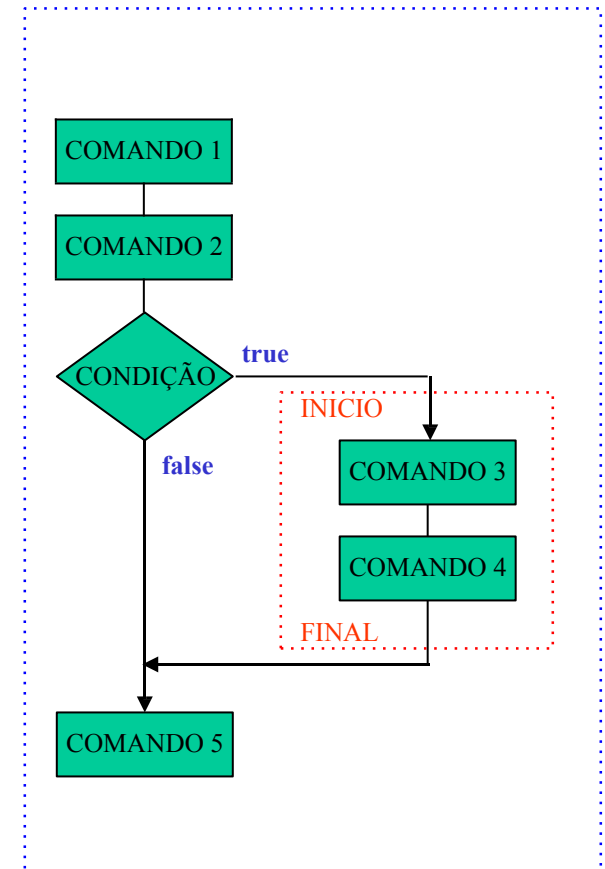 COMANDO 1
COMANDO 2
CONDIÇÃO
true
INICIO
COMANDO 3
false
COMANDO 4
FINAL
COMANDO 5